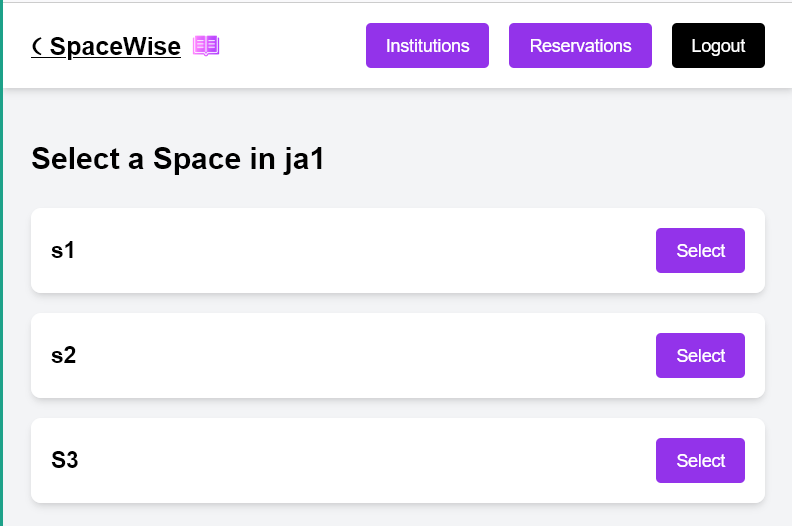 SpaceWise
Institutions
Reservations
Logout
Select a Space in ja1
s1
Select
s2
Select
S3
Select